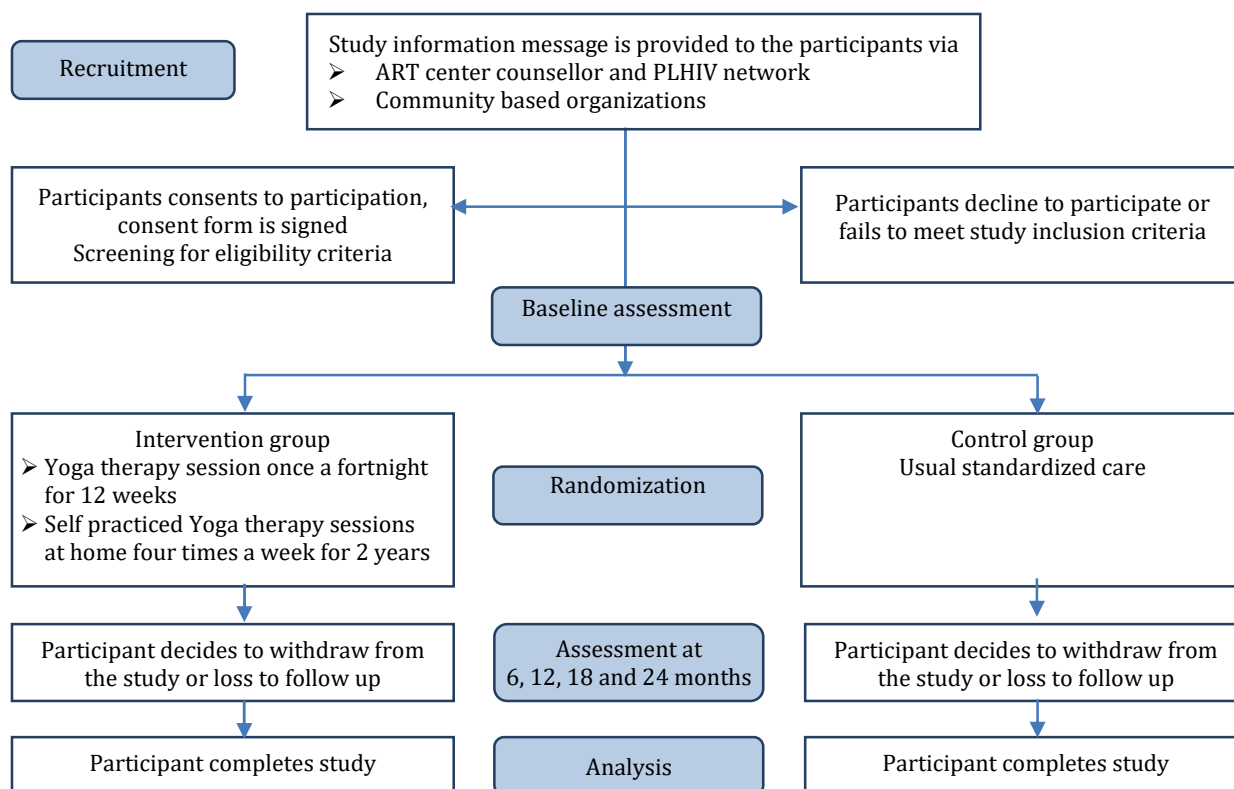 Recruitment
Study information message is provided to the participants via
➢ ART center counsellor and PLHIV network
➢ Community based organizations
Participants consents to participation,
consent form is signed
Screening for eligibility criteria
Participants decline to participate or
fails to meet study inclusion criteria
Baseline assessment
Intervention group
➢ Yoga therapy session once a fortnight
for 12 weeks
➢ Self practiced Yoga therapy sessions
at home four times a week for 2 years
Randomization
Control group
Usual standardized care
Participant decides to withdraw from
the study or loss to follow up
Assessment at
6, 12, 18 and 24 months
Participant decides to withdraw from
the study or loss to follow up
Participant completes study
Analysis
Participant completes study